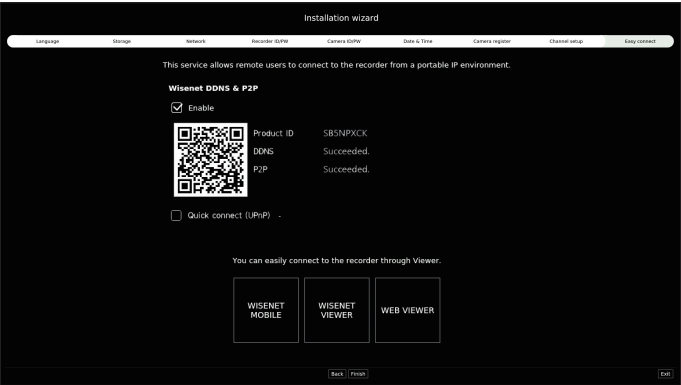 Installation wizard
Language Storage Network Recorder ID/PW Camera ID/PW Date & Time Camera register Channel setup Easy connect
This service allows remote users to connect to the recorder from a portable IP environment.
Wisenet DDNS & P2P
Enable
Product ID SB5NPXCK
DDNS Succeeded.
P2P Succeeded.
Quick connect (UPnP) -
You can easily connect to the recorder through Viewer.
WISENET MOBILE
WISENET VIEWER
WEB VIEWER
Back Finish Exit